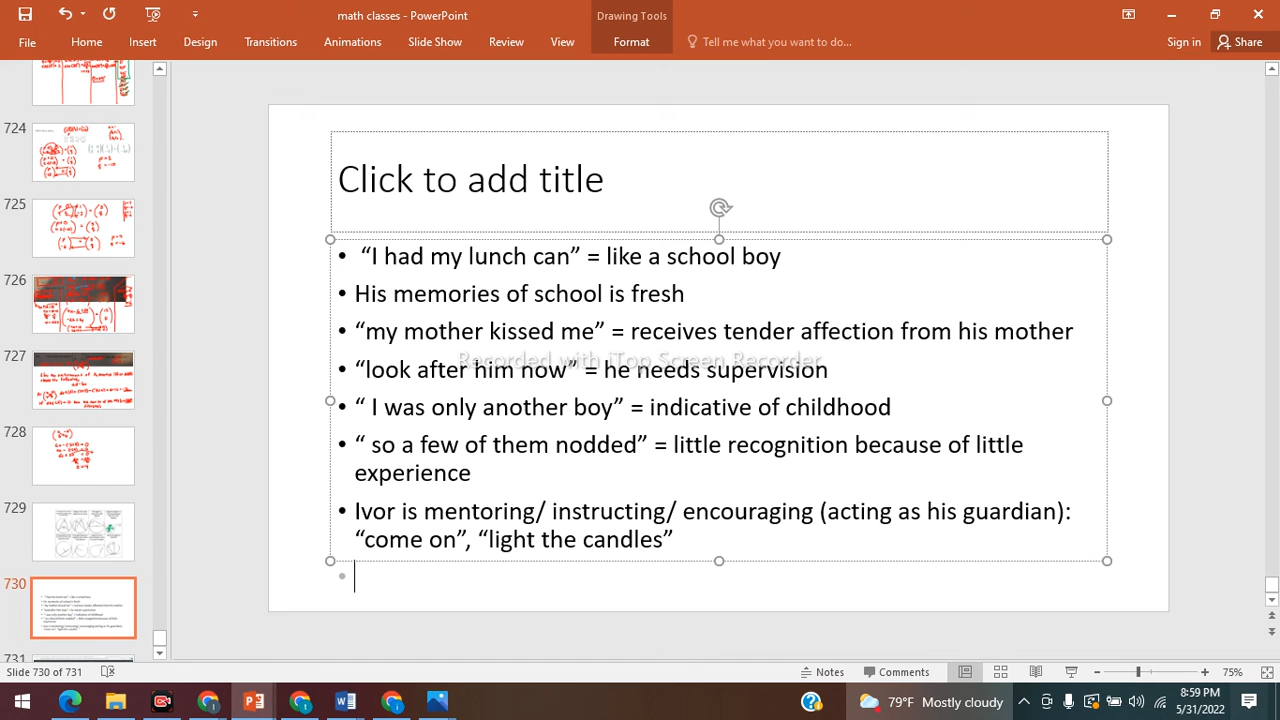 math classes - PowerPoint
Drawing Tools
File Home Insert Design Transitions Animations Slide Show Review View Format Tell me what you want to do... Sign in Share
724
725
726
727
728
729
730
731
Click to add title
• “I had my lunch can” = like a school boy
• His memories of school is fresh
• “my mother kissed me” = receives tender affection from his mother
Recorded with iTop Screen Recorder
• “look after him now” = he needs supervision
• “ I was only another boy” = indicative of childhood
• “ so a few of them nodded” = little recognition because of little
experience
• Ivor is mentoring/ instructing/ encouraging (acting as his guardian):
“come on”, “light the candles”
Slide 730 of 731 Notes Comments 75%
79°F Mostly cloudy 8:59 PM
5/31/2022